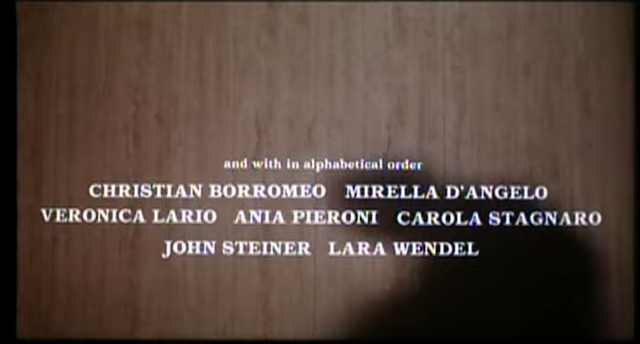 and with in alphabetical order
CHRISTIAN BORROMEO MIRELLA D'ANGELO
VERONICA LARIO ANIA PIERONI CAROLA STAGNARO
JOHN STEINER LARA WENDEL